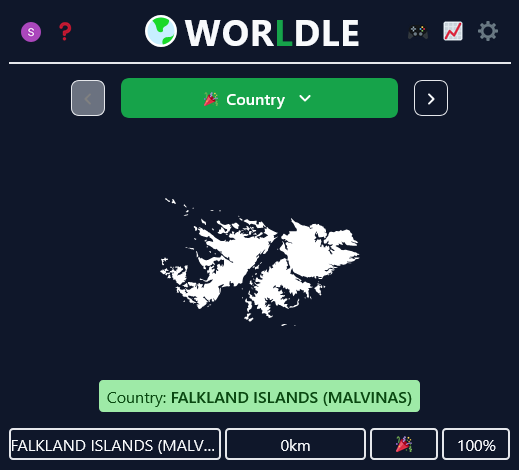 S
WORLDLE
Country
Country: FALKLAND ISLANDS (MALVINAS)
FALKLAND ISLANDS (MALV...
0km
100%